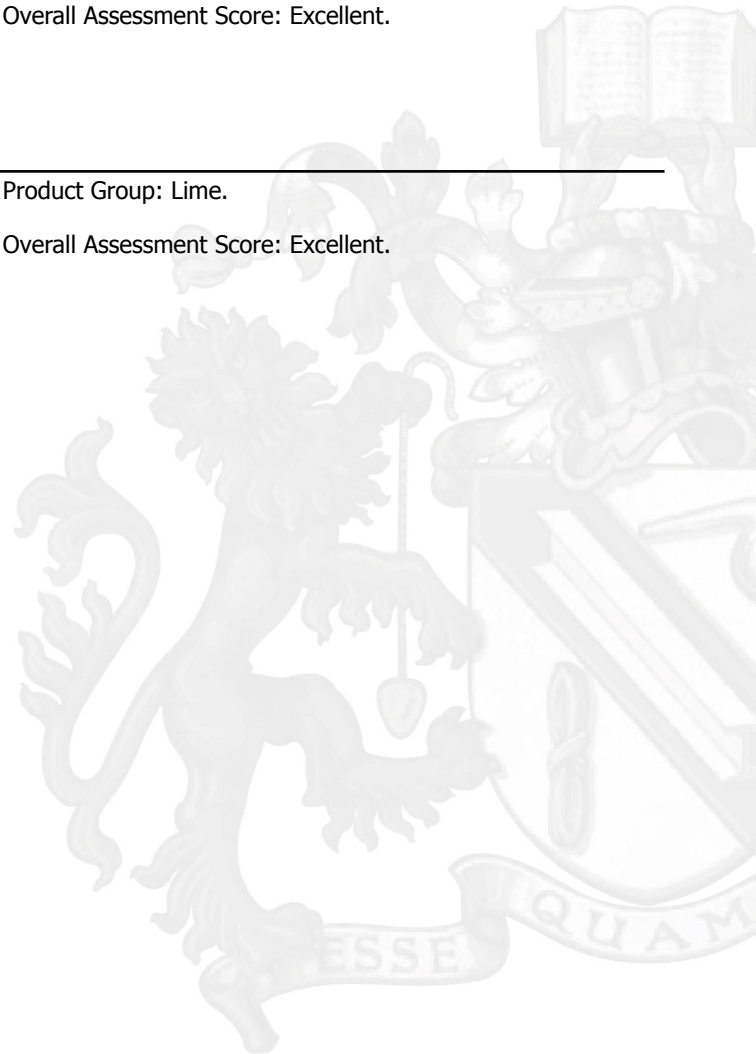 Overall Assessment Score: Excellent.
Product Group: Lime.
Overall Assessment Score: Excellent.
ESSE
QUAM